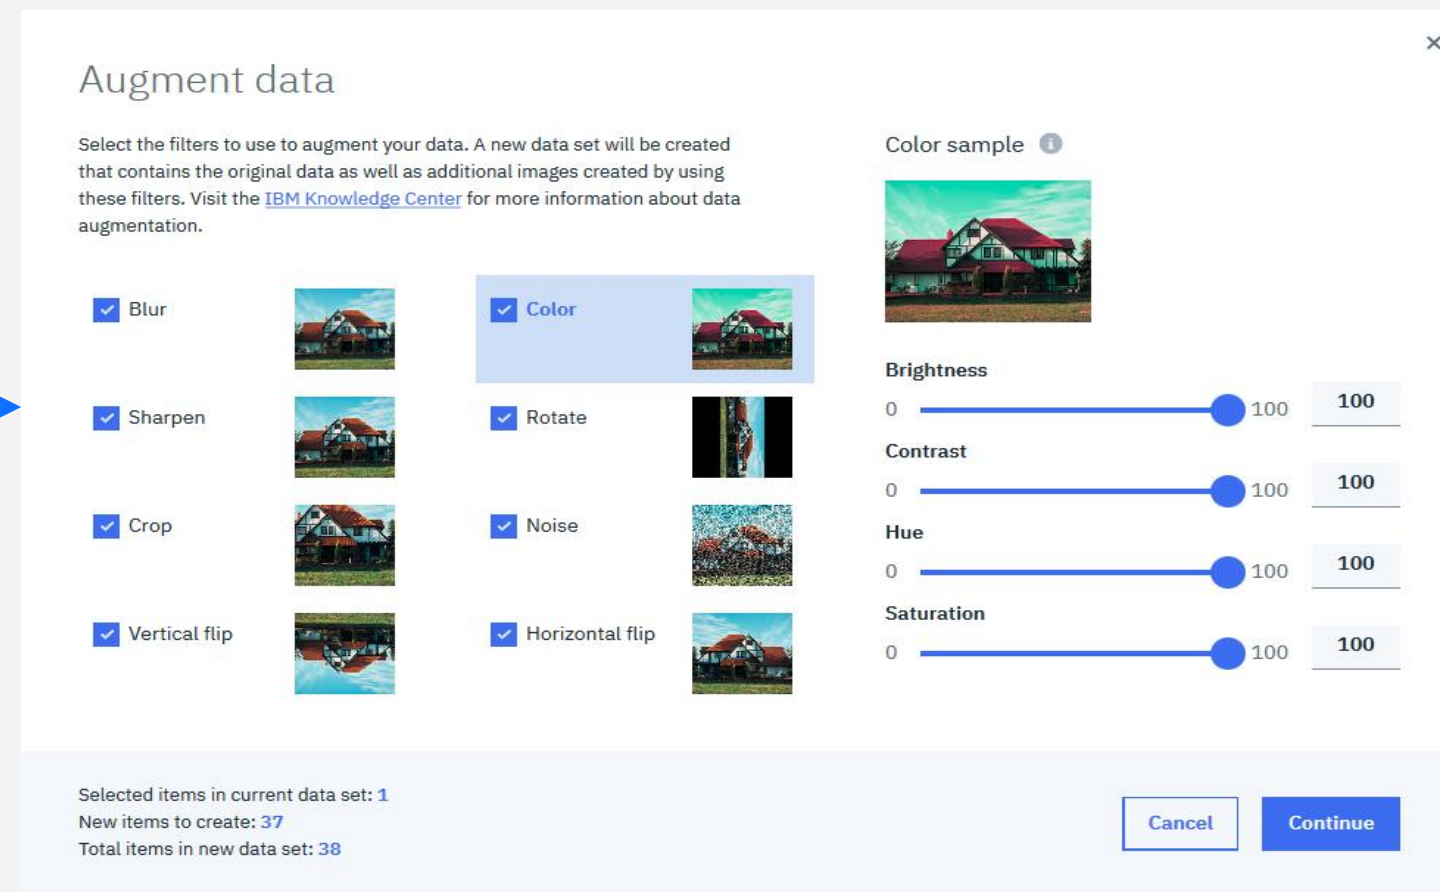 Augment data
Select the filters to use to augment your data. A new data set will be created
that contains the original data as well as additional images created by using
these filters. Visit the IBM Knowledge Center for more information about data
augmentation.
Blur
Color
Sharpen
Rotate
Crop
Noise
Vertical flip
Horizontal flip
Color sample
Brightness
0 100 100
Contrast
0 100 100
Hue
0 100 100
Saturation
0 100 100
Selected items in current data set: 1
New items to create: 37
Total items in new data set: 38
Cancel
Continue